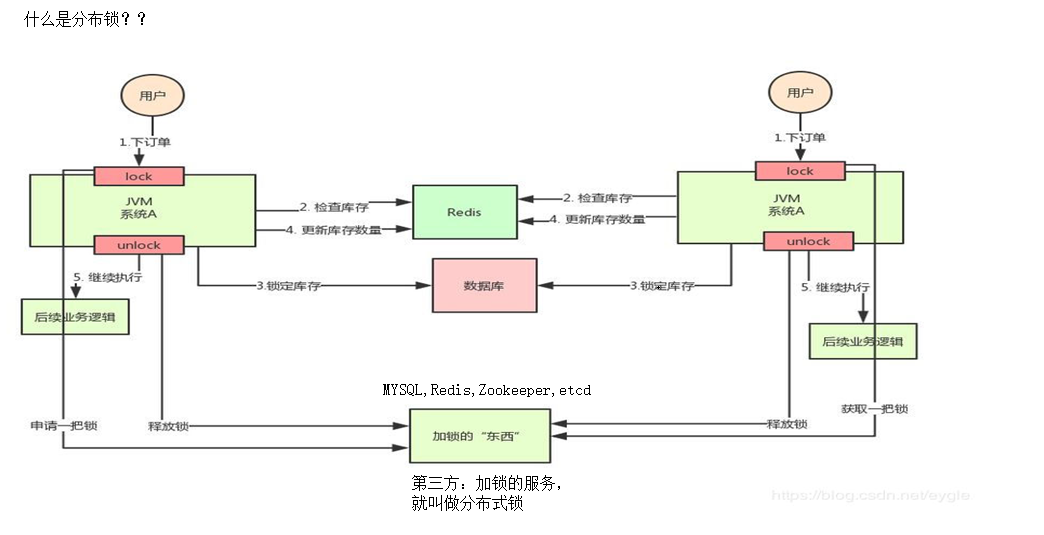 什么是分布锁？？
用户
用户
1.下订单
1.下订单
lock
lock
JVM
系统A
JVM
系统A
2. 检查库存
2. 检查库存
Redis
4. 更新库存数量
4. 更新库存数量
unlock
unlock
5. 继续执行
5. 继续执行
3.锁定库存
数据库
3.锁定库存
后续业务逻辑
后续业务逻辑
MYSQL,Redis,Zookeeper,etcd
申请一把锁
释放锁
加锁的“东西”
释放锁
获取一把锁
第三方：加锁的服务，
就叫做分布式锁
https://blog.csdn.net/eygle